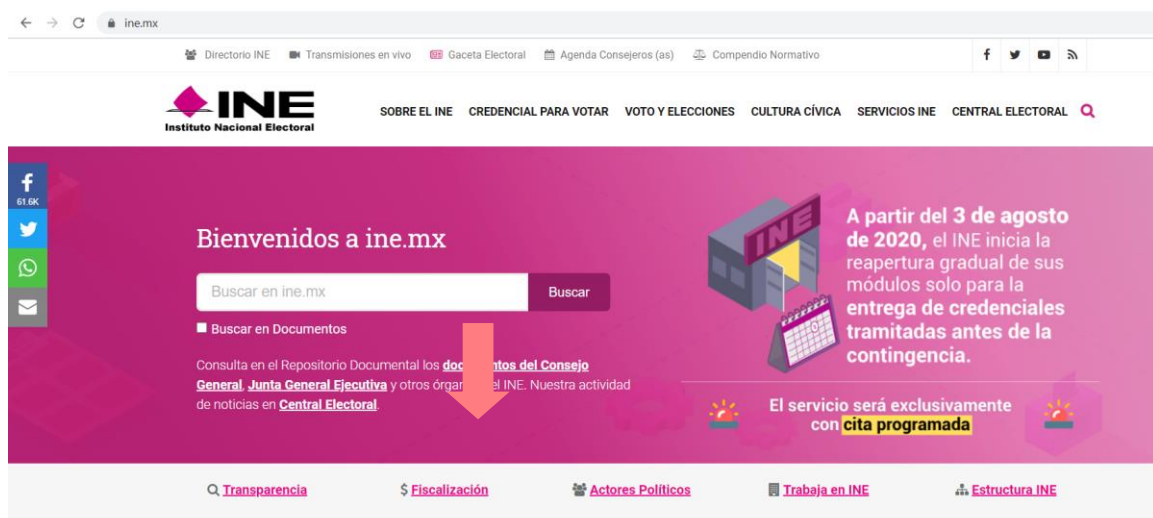 ine.mx
Directorio INE Transmisiones en vivo Gaceta Electoral Agenda Consejeros (as) Compendio Normativo
INE
Instituto Nacional Electoral
SOBRE EL INE CREDENCIAL PARA VOTAR VOTO Y ELECCIONES CULTURA CÍVICA SERVICIOS INE CENTRAL ELECTORAL
61.6K
Bienvenidos a ine.mx
Buscar en ine.mx Buscar
Buscar en Documentos
Consulta en el Repositorio Documental los del Consejo
General, Junta General Ejecutiva y otros INE. Nuestra actividad
de noticias en Central Electoral.
INE
A partir del 3 de agosto
de 2020, el INE inicia la
reapertura gradual de sus
módulos solo para la
entrega de credenciales
tramitadas antes de la
contingencia.
El servicio será exclusivamente
con cita programada
Transparencia $ Fiscalización Actores Políticos Trabaja en INE Estructura INE